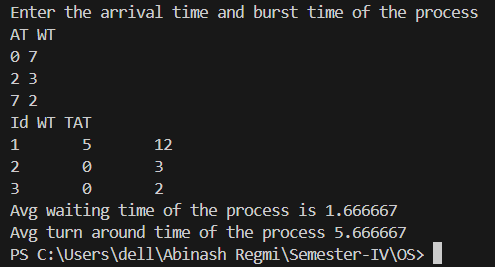 Enter the arrival time and burst time of the process
AT WT
0 7
2 3
7 2
Id WT TAT
1 5 12
2 0 3
3 0 2
Avg waiting time of the process is 1.666667
Avg turn around time of the process 5.666667
PS C:\Users\dell\Abinash Regmi\Semester-IV\OS>